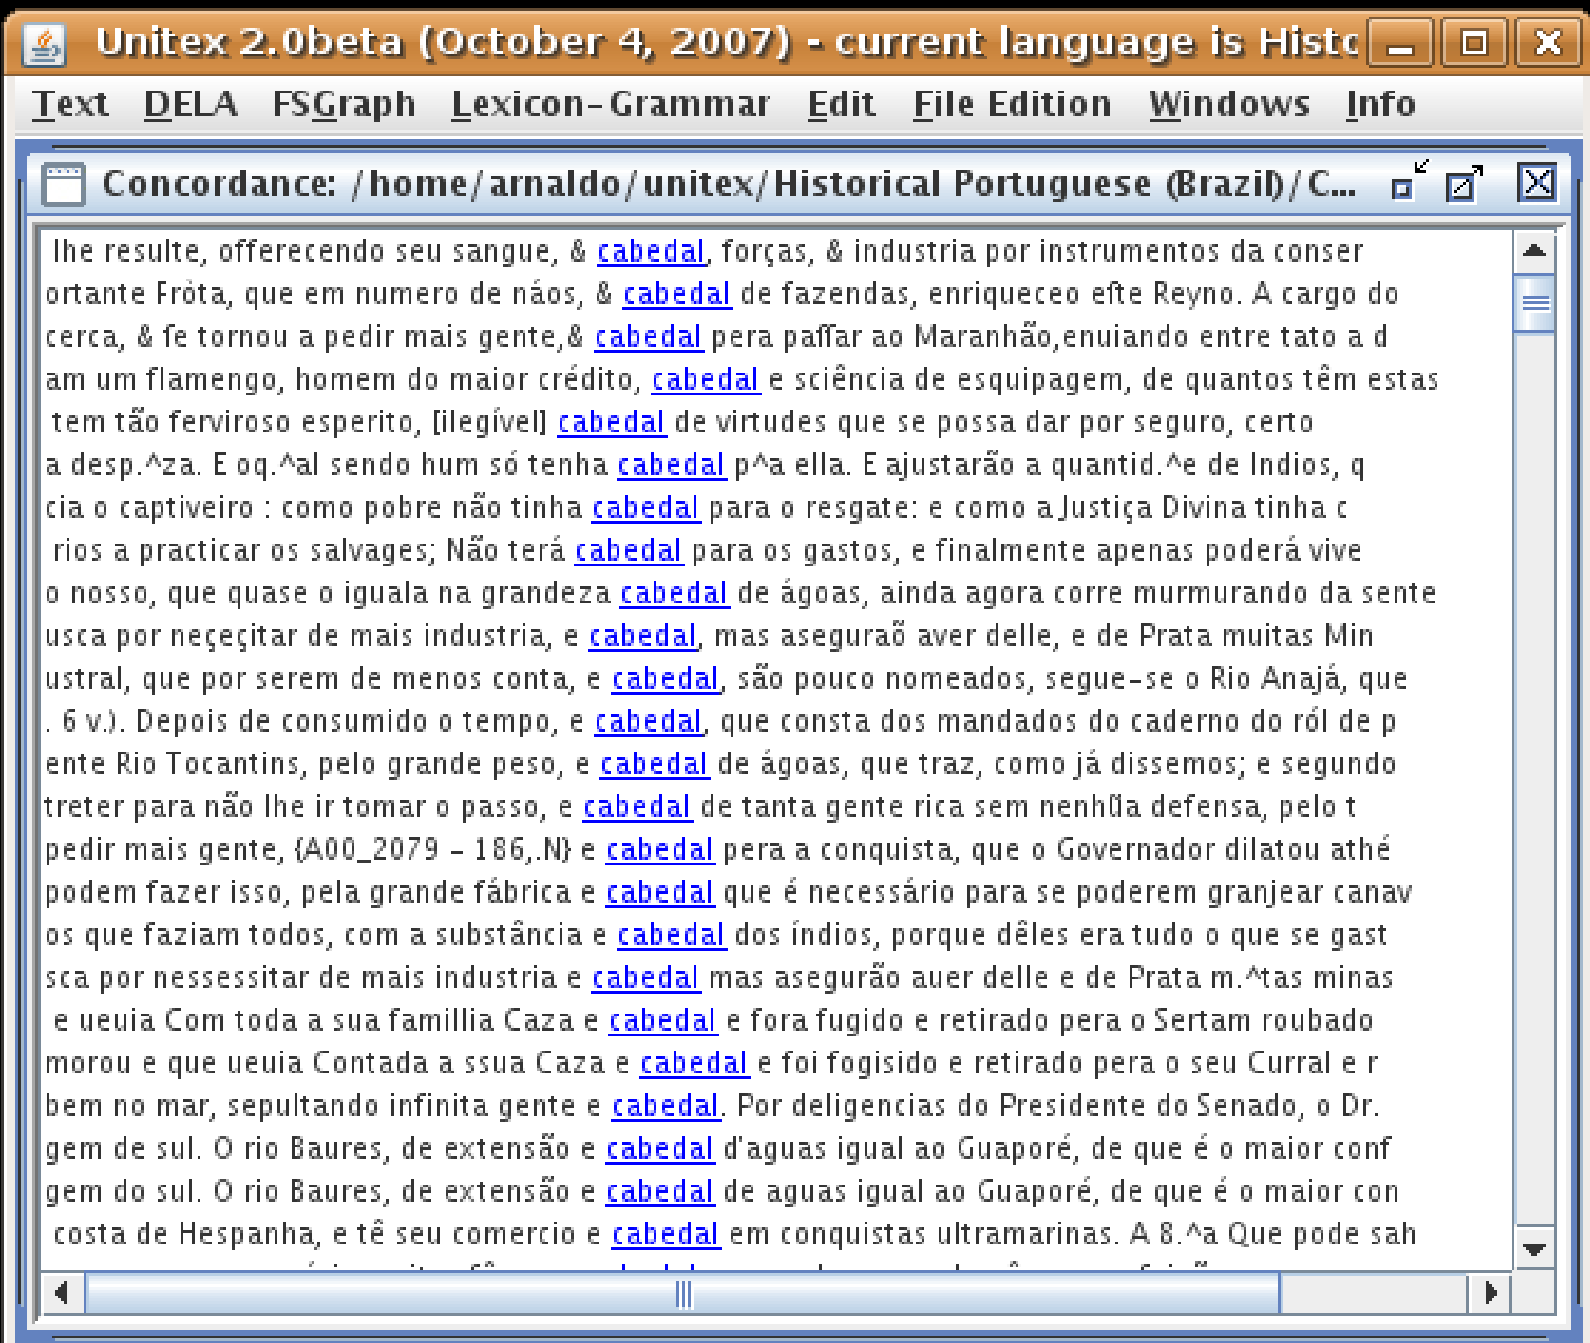 Unitex 2.0beta (October 4, 2007) - current language is Histo
Text DELA FSGraph Lexicon-Grammar Edit File Edition Windows Info
Concordance: /home/arnaldo/unitex/Historical Portuguese (Brazil)/C...
lhe resulte, offerecendo seu sangue, & cabedal, forças, & industria por instrumentos da conser
ortante Fròta, que em numero de náos, & cabedal de fazendas, enriqueceo eſte Reyno. A cargo do
cerca, & ſe tornou a pedir mais gente,& cabedal pera paſſar ao Maranhão,enuiando entre tato a d
am um flamengo, homem do maior crédito, cabedal e sciência de esquipagem, de quantos têm estas
tem tão ferviroso esperito, [ilegível] cabedal de virtudes que se possa dar por seguro, certo
a desp.^za. E oq.^al sendo hum só tenha cabedal p^a ella. E ajustarão a quantid.^e de Indios, q
cia o captiveiro : como pobre não tinha cabedal para o resgate: e como a Justiça Divina tinha c
rios a practicar os salvages; Não terá cabedal para os gastos, e finalmente apenas poderá vive
o nosso, que quase o iguala na grandeza cabedal de ágoas, ainda agora corre murmurando da sente
usca por neçeçitar de mais industria, e cabedal, mas aseguraõ aver delle, e de Prata muitas Min
ustral, que por serem de menos conta, e cabedal, são pouco nomeados, segue-se o Rio Anajá, que
. 6 v.). Depois de consumido o tempo, e cabedal, que consta dos mandados do caderno do ról de p
ente Rio Tocantins, pelo grande peso, e cabedal de ágoas, que traz, como já dissemos; e segundo
treter para não lhe ir tomar o passo, e cabedal de tanta gente rica sem nenhũa defensa, pelo t
pedir mais gente, {A00_2079 - 186,.N} e cabedal pera a conquista, que o Governador dilatou athé
podem fazer isso, pela grande fábrica e cabedal que é necessário para se poderem granjear canav
os que faziam todos, com a substância e cabedal dos índios, porque dêles era tudo o que se gast
sca por nessessitar de mais industria e cabedal mas asegurão auer delle e de Prata m.^tas minas
e ueuia Com toda a sua famillia Caza e cabedal e fora fugido e retirado pera o Sertam roubado
morou e que ueuia Contada a ssua Caza e cabedal e foi fogisido e retirado pera o seu Curral e r
bem no mar, sepultando infinita gente e cabedal. Por deligencias do Presidente do Senado, o Dr.
gem de sul. O rio Baures, de extensão e cabedal d'aguas igual ao Guaporé, de que é o maior conf
gem do sul. O rio Baures, de extensão e cabedal de aguas igual ao Guaporé, de que é o maior con
costa de Hespanha, e tê seu comercio e cabedal em conquistas ultramarinas. A 8.^a Que pode sah